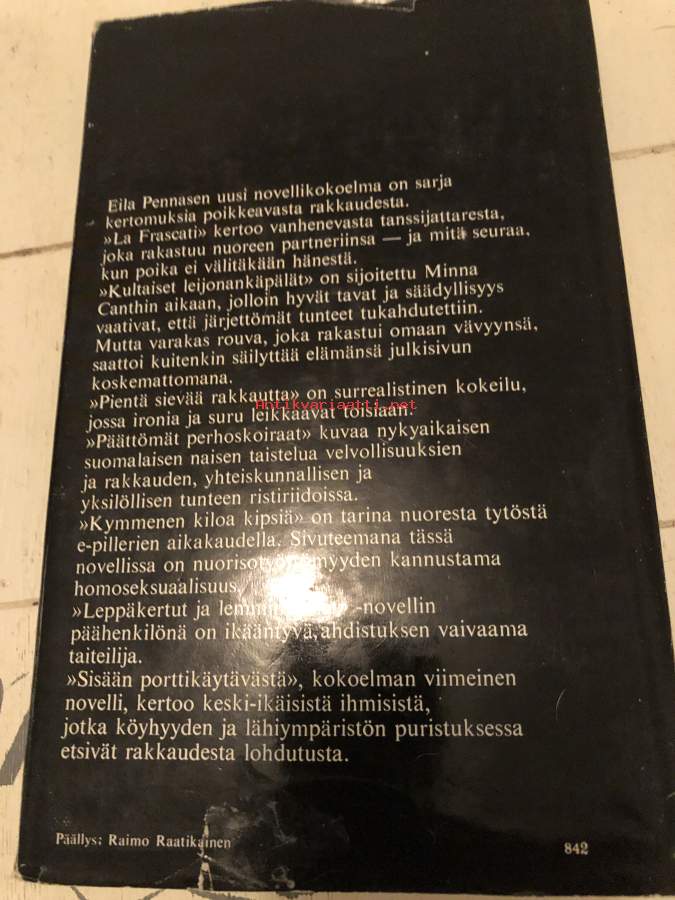 Eila Pennasen uusi novellikokoelma on sarja
kertomuksia poikkeavasta rakkaudesta.
»La Frascati» kertoo vanhenevasta tanssijattaresta,
joka rakastuu nuoreen partneriinsa — ja mitä seuraa,
kun poika ei välitäkään hänestä.
»Kultaiset leijonankäpälät» on sijoitettu Minna
Canthin aikaan, jolloin hyvät tavat ja säädyllisyys
vaativat, että järjettömät tunteet tukahdutettiin.
Mutta varakas rouva, joka rakastui omaan vävyynsä,
saattoi kuitenkin säilyttää elämänsä julkisivun
koskemattomana.
»Pientä sievää rakkautta» on surrealistinen kokeilu,
Antikvariaatti.net
jossa ironia ja suru leikkaavat toisiaan.
»Päättömät perhoskoiraat» kuvaa nykyaikaisen
suomalaisen naisen taistelua velvollisuuksien
ja rakkauden, yhteiskunnallisen ja
yksilöllisen tunteen ristiriidoissa.
»Kymmenen kiloa kipsiä» on tarina nuoresta tytöstä
e-pillerien aikakaudella. Sivuteemana tässä
novellissa on kannustama
homoseksuaalisuus.
»Leppäkertut ja -novellin
päähenkilönä on ikääntyvä, ahdistuksen vaivaama
taiteilija.
»Sisään porttikäytävästä», kokoelman viimeinen
novelli, kertoo keski-ikäisistä ihmisistä,
jotka köyhyyden ja lähiympäristön puristuksessa
etsivät rakkaudesta lohdutusta.
Päällys: Raimo Raatikainen
842